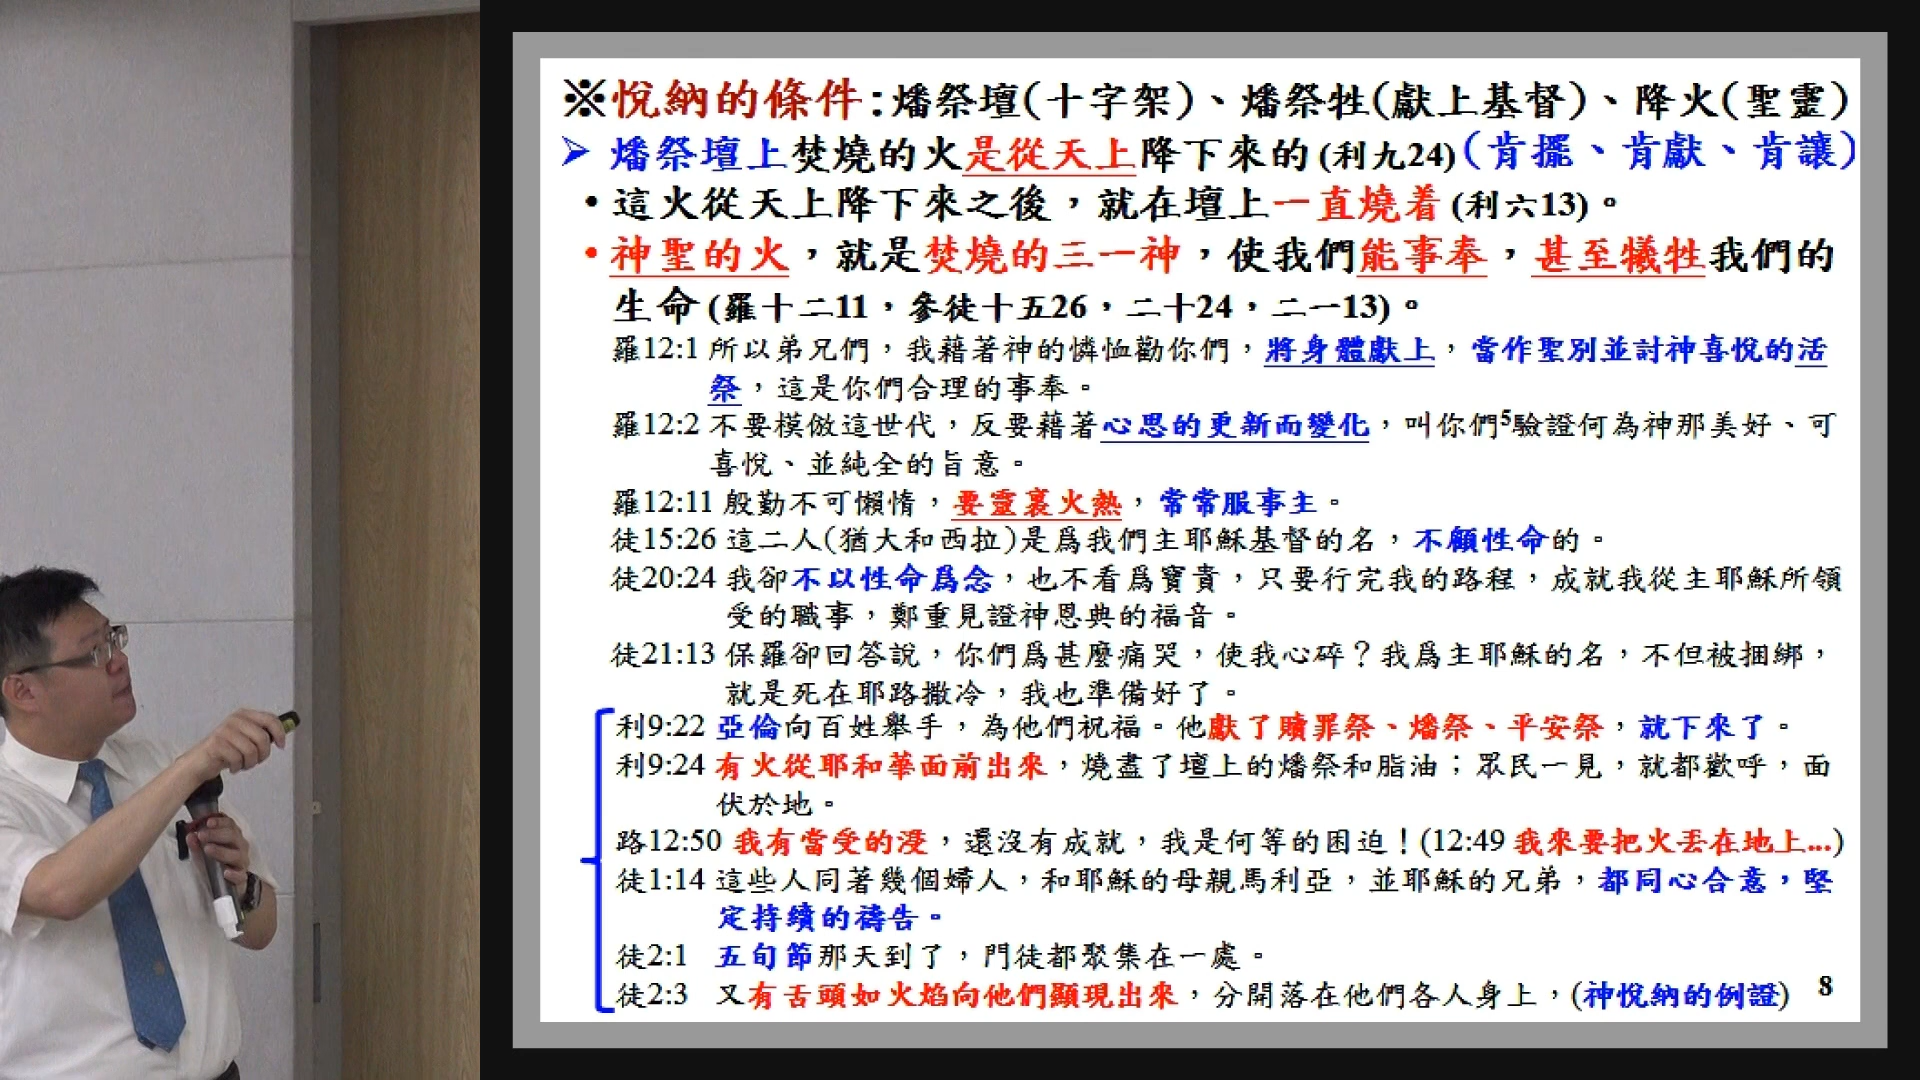 ※悅納的條件:燔祭壇(十字架)、燔祭牲(獻上基督)、降火(聖靈)
➢ 燔祭壇上焚燒的火是從天上降下來的(利九24)(肯擺、肯獻、肯讓)
•這火從天上降下來之後，就在壇上一直燒着(利六13)。
•神聖的火，就是焚燒的三一神，使我們能事奉，甚至犧牲我們的
生命(羅十二11，參徒十五26，二十24，二一13)。
羅12:1 所以弟兄們，我藉著神的憐恤勸你們，將身體獻上，當作聖別並討神喜悅的活
祭，這是你們合理的事奉。
羅12:2 不要模倣這世代，反要藉著心思的更新而變化，叫你們⁵驗證何為神那美好、可
喜悅、並純全的旨意。
羅12:11 殷勤不可懶惰，要靈裏火熱，常常服事主。
徒15:26 這二人(猶大和西拉)是爲我們主耶穌基督的名，不顧性命的。
徒20:24 我卻不以性命爲念，也不看爲寶貴，只要行完我的路程，成就我從主耶穌所領
受的職事，鄭重見證神恩典的福音。
徒21:13 保羅卻回答說，你們爲甚麼痛哭，使我心碎？我爲主耶穌的名，不但被捆綁，
就是死在耶路撒冷，我也準備好了。
利9:22 亞倫向百姓舉手，為他們祝福。他獻了贖罪祭、燔祭、平安祭，就下來了。
利9:24 有火從耶和華面前出來，燒盡了壇上的燔祭和脂油；眾民一見，就都歡呼，面
伏於地。
路12:50 我有當受的浸，還沒有成就，我是何等的困迫！(12:49 我來要把火丟在地上...)
徒1:14 這些人同著幾個婦人，和耶穌的母親馬利亞，並耶穌的兄弟，都同心合意，堅
定持續的禱告。
徒2:1 五旬節那天到了，門徒都聚集在一處。
徒2:3 又有舌頭如火焰向他們顯現出來，分開落在他們各人身上，(神悅納的例證)
8